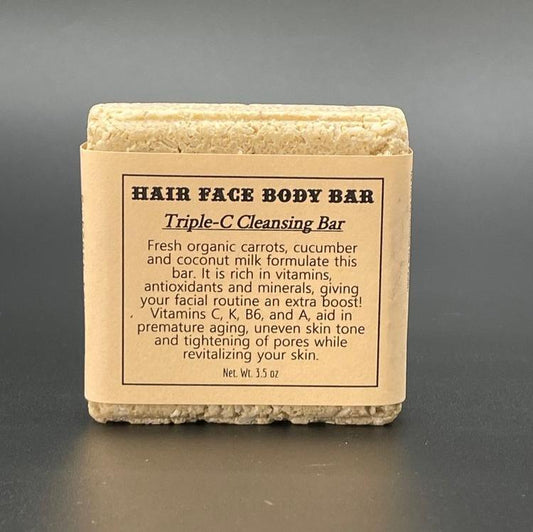 HAIR FACE BODY BAR
Triple-C Cleansing Bar
Fresh organic carrots, cucumber
and coconut milk formulate this
bar. It is rich in vitamins,
antioxidants and minerals, giving
your facial routine an extra boost!
Vitamins C, K, B6, and A, aid in
premature aging, uneven skin tone
and tightening of pores while
revitalizing your skin.
Net. Wt. 3.5 oz